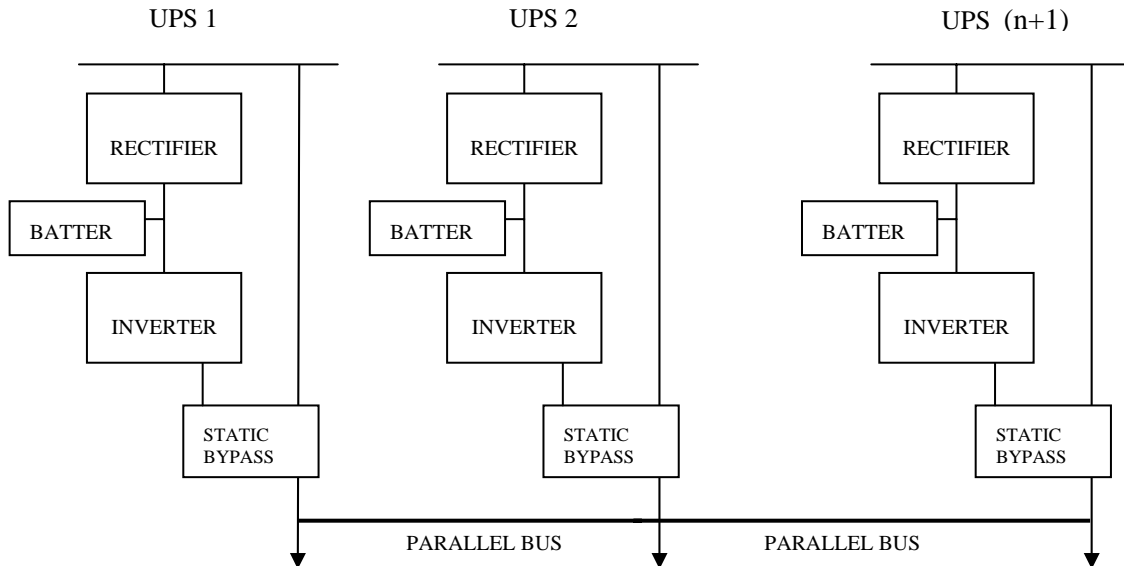 UPS 1
UPS 2
UPS (n+1)
RECTIFIER
RECTIFIER
RECTIFIER
BATTER
BATTER
BATTER
INVERTER
INVERTER
INVERTER
STATIC
BYPASS
STATIC
BYPASS
STATIC
BYPASS
PARALLEL BUS
PARALLEL BUS